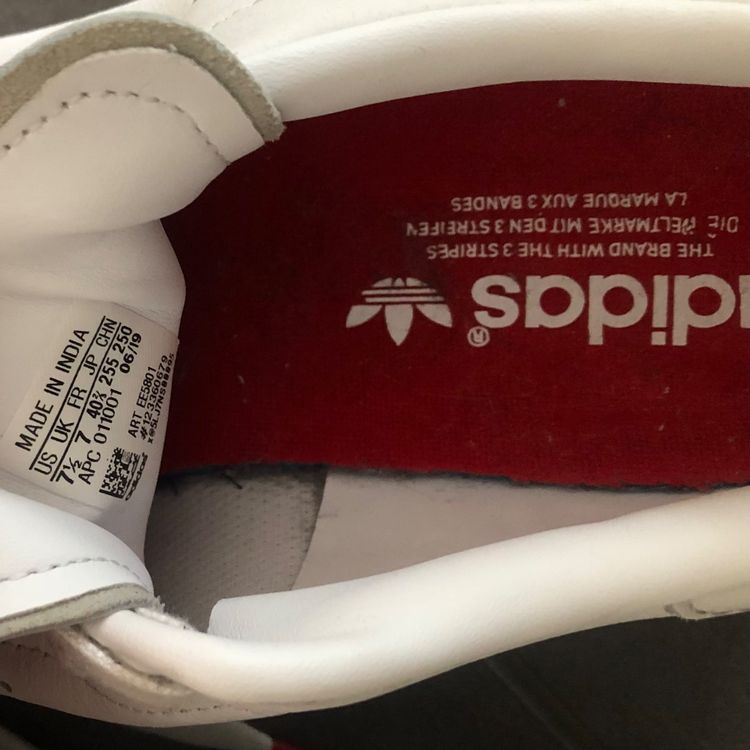 MADE IN INDIA
US UK FR JP CHN
7½ 7 40⅔ 255 250
APC 011001 06/19
ART EE5801
#123360679
adidas®
THE BRAND WITH THE 3 STRIPES
DIE WELTMARKE MIT DEN 3 STREIFEN
LA MARQUE AUX 3 BANDES